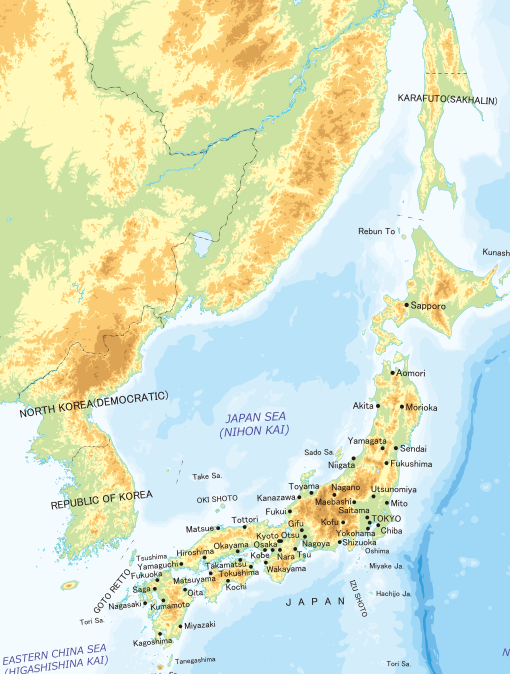 KARAFUTO(SAKHALIN)
Rebun To
Kunash
Sapporo
Aomori
Akita
Morioka
NORTH KOREA(DEMOCRATIC)
JAPAN SEA
(NIHON KAI)
Yamagata
Sendai
Sado Sa.
Niigata
Fukushima
Take Sa.
Toyama
Nagano
Utsunomiya
REPUBLIC OF KOREA
OKI SHOTO
Kanazawa
Maebashi
Mito
Fukui
Saitama
Matsue
Tottori
Gifu
Kofu
TOKYO
Kyoto
Otsu
Yokohama
Chiba
Okayama
Osaka
Nagoya
Shizuoka
Tsushima
Hiroshima
Kobe
Nara
Tsu
Oshima
Yamaguchi
Takamatsu
Wakayama
Miyake Ja.
Fukuoka
Matsuyama
Tokushima
GOTO RETTO
Saga
Oita
Kochi
IZU SHOTO
Hachijo Ja.
Nagasaki
Kumamoto
JAPAN
Tori Sa.
Miyazaki
Kagoshima
EASTERN CHINA SEA
(HIGASHISHINA KAI)
Tanegashima
Tori Sa.
N